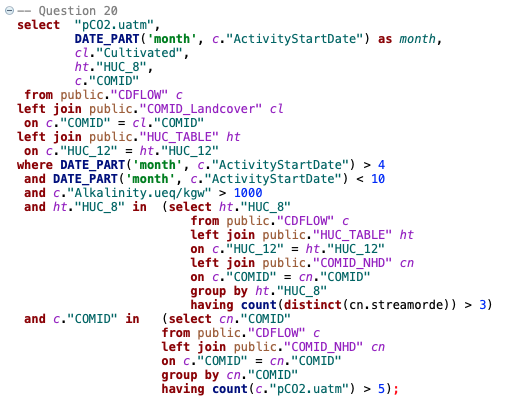 -- Question 20
select  "pCO2.uatm",
        DATE_PART('month', c."ActivityStartDate") as month,
        cl."Cultivated",
        ht."HUC_8",
        c."COMID"
 from public."CDFLOW" c
left join public."COMID_Landcover" cl
 on c."COMID" = cl."COMID"
left join public."HUC_TABLE" ht
 on c."HUC_12" = ht."HUC_12"
where DATE_PART('month', c."ActivityStartDate") > 4
 and DATE_PART('month', c."ActivityStartDate") < 10
 and c."Alkalinity.ueq/kgw" > 1000
 and ht."HUC_8" in  (select ht."HUC_8"
                        from public."CDFLOW" c
                        left join public."HUC_TABLE" ht
                        on c."HUC_12" = ht."HUC_12"
                        left join public."COMID_NHD" cn
                        on c."COMID" = cn."COMID"
                        group by ht."HUC_8"
                        having count(distinct(cn.streamorde)) > 3)
 and c."COMID" in   (select cn."COMID"
                    from public."CDFLOW" c
                    left join public."COMID_NHD" cn
                    on c."COMID" = cn."COMID"
                    group by cn."COMID"
                    having count(c."pCO2.uatm") > 5);